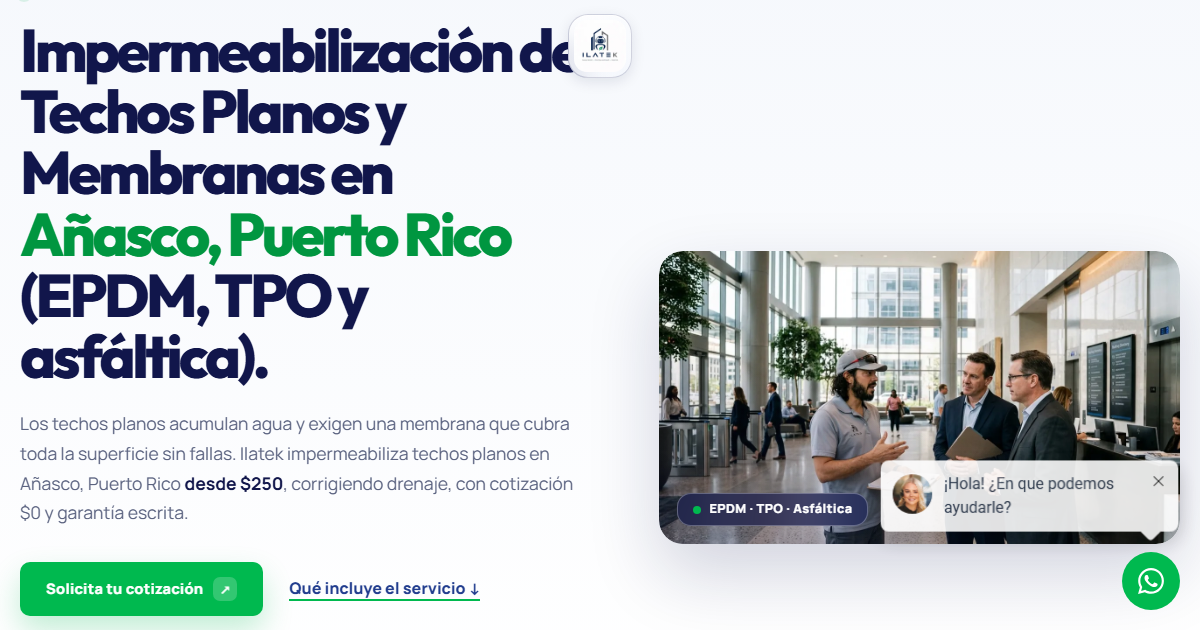 Impermeabilización de
Techos Planos y
Membranas en
Añasco, Puerto Rico
(EPDM, TPO y
asfáltica).
ILATEK
Los techos planos acumulan agua y exigen una membrana que cubra
toda la superficie sin fallas. Ilatek impermeabiliza techos planos en
Añasco, Puerto Rico desde $250, corrigiendo drenaje, con cotización
$0 y garantía escrita.
Solicita tu cotización ↗
Qué incluye el servicio ↓
EPDM · TPO · Asfáltica
¡Hola! ¿En que podemos
ayudarle?